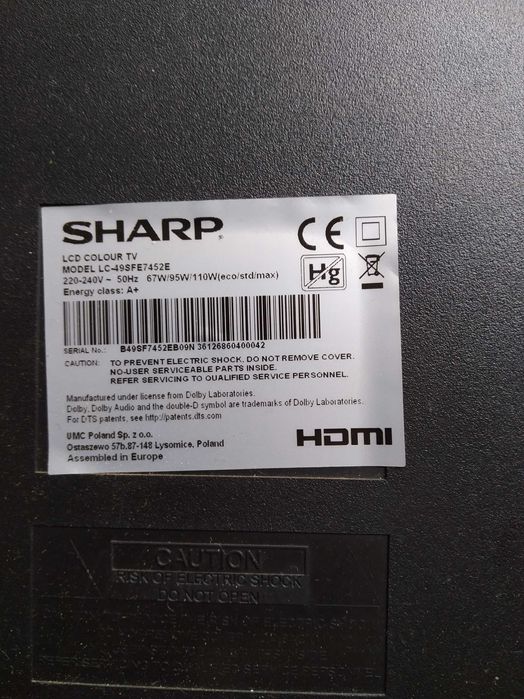 SHARP
LCD COLOUR TV
MODEL LC-49SFE7452E
220-240V ~ 50Hz 67W/95W/110W(eco/std/max)
Energy class: A+
CE
Hg
SERIAL No.: B49SF7452EB09N 36126860400042
CAUTION: TO PREVENT ELECTRIC SHOCK, DO NOT REMOVE COVER.
NO-USER SERVICEABLE PARTS INSIDE.
REFER SERVICING TO QUALIFIED SERVICE PERSONNEL.
Manufactured under license from Dolby Laboratories.
Dolby, Dolby Audio and the double-D symbol are trademarks of Dolby Laboratories.
For DTS patents, see http://patents.dts.com
UMC Poland Sp. z o.o.
Ostaszewo 57b,87-148 Lysomice, Poland
Assembled in Europe
HDMI
CAUTION
RISK OF ELECTRIC SHOCK
DO NOT OPEN